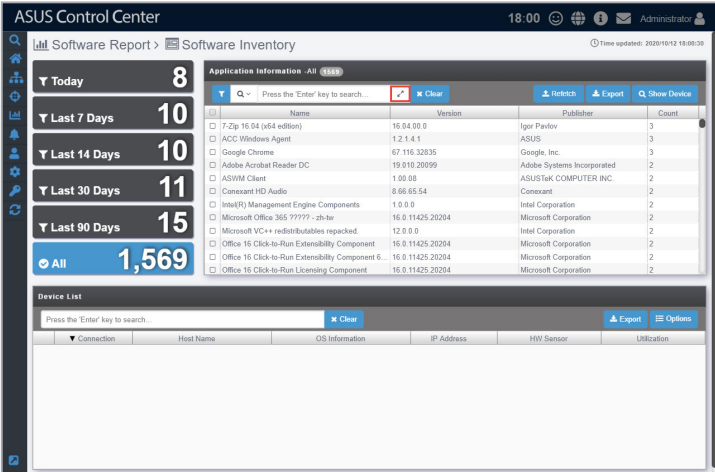 ASUS Control Center
18:00 Administrator
Software Report > Software Inventory
Time updated: 2020/10/12 18:00:30
Today 8
Last 7 Days 10
Last 14 Days 10
Last 30 Days 11
Last 90 Days 15
All 1,569
Application Information -All 1569
Press the 'Enter' key to search... Clear Refetch Export Show Device
Name Version Publisher Count
7-Zip 16.04 (x64 edition) 16.04.00.0 Igor Pavlov 3
ACC Windows Agent 1.2.1.4.1 ASUS 3
Google Chrome 67.116.32835 Google, Inc. 3
Adobe Acrobat Reader DC 19.010.20099 Adobe Systems Incorporated 2
ASWM Client 1.00.08 ASUSTeK COMPUTER INC. 2
Conexant HD Audio 8.66.65.54 Conexant 2
Intel(R) Management Engine Components 1.0.0.0 Intel Corporation 2
Microsoft Office 365 ????? - zh-tw 16.0.11425.20204 Microsoft Corporation 2
Microsoft VC++ redistributables repacked. 12.0.0.0 Intel Corporation 2
Office 16 Click-to-Run Extensibility Component 16.0.11425.20204 Microsoft Corporation 2
Office 16 Click-to-Run Extensibility Component 6... 16.0.11425.20204 Microsoft Corporation 2
Office 16 Click-to-Run Licensing Component 16.0.11425.20204 Microsoft Corporation 2
Device List
Press the 'Enter' key to search... Clear Export Options
Connection Host Name OS Information IP Address HW Sensor Utilization